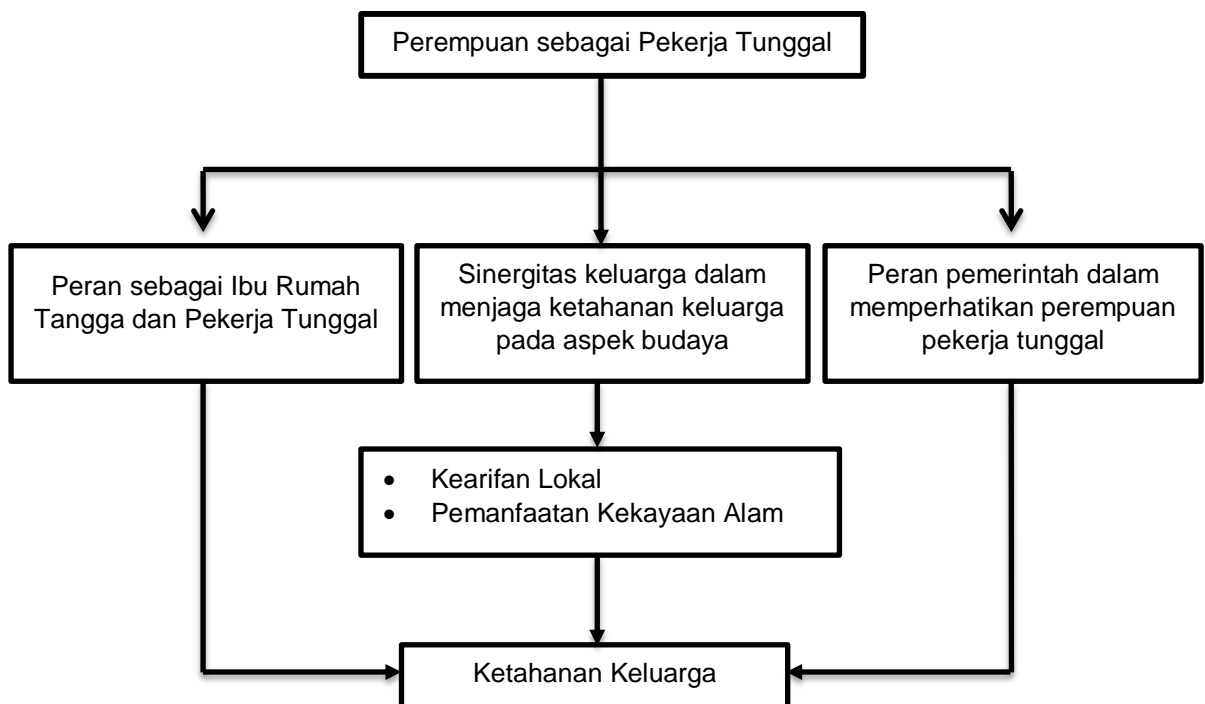 Perempuan sebagai Pekerja Tunggal
Peran sebagai Ibu Rumah
Tangga dan Pekerja Tunggal
Sinergitas keluarga dalam
menjaga ketahanan keluarga
pada aspek budaya
Peran pemerintah dalam
memperhatikan perempuan
pekerja tunggal
• Kearifan Lokal
• Pemanfaatan Kekayaan Alam
Ketahanan Keluarga